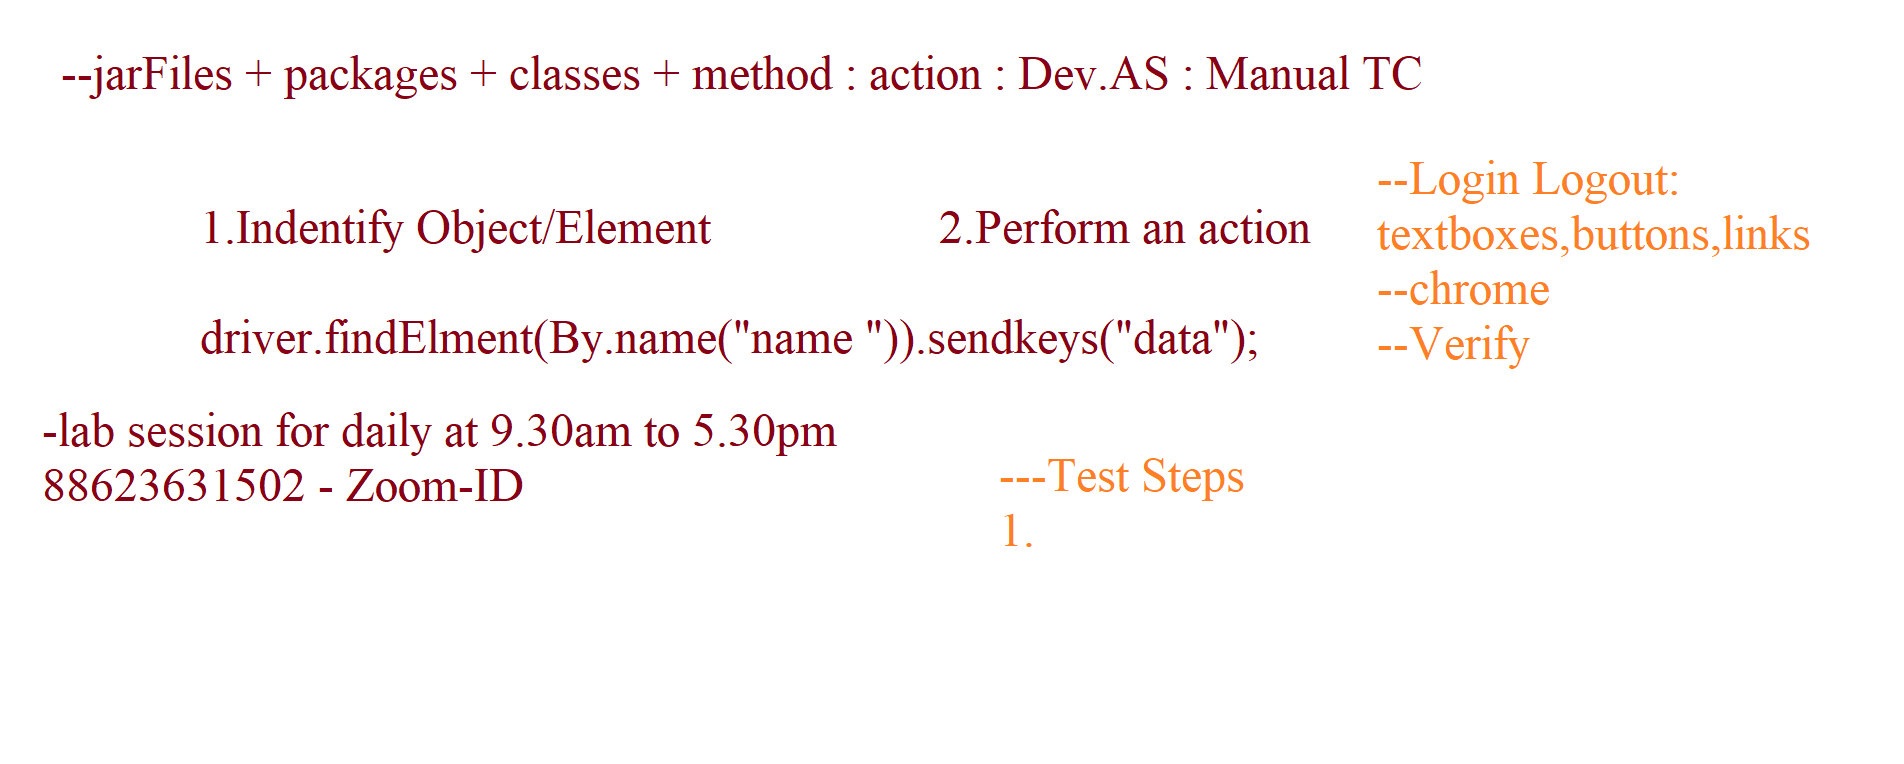 --jarFiles + packages + classes + method : action : Dev.AS : Manual TC
1.Indentify Object/Element
2.Perform an action
--Login Logout:
textboxes,buttons,links
--chrome
--Verify
driver.findElment(By.name("name ")).sendkeys("data");
-lab session for daily at 9.30am to 5.30pm
88623631502 - Zoom-ID
---Test Steps
1.